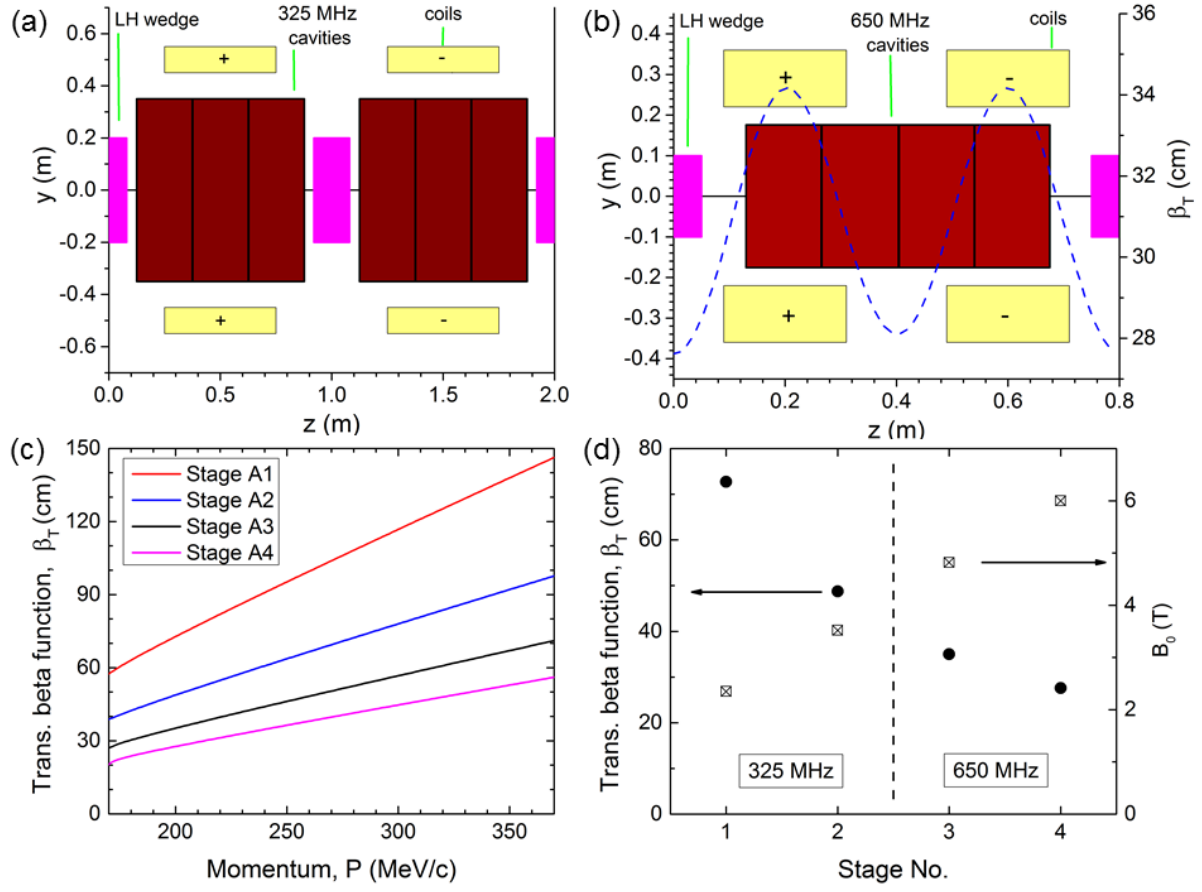 (a)
LH wedge
325 MHz
cavities
coils
+
-
+
-
0.6
0.4
0.2
0.0
-0.2
-0.4
-0.6
y (m)
0.0
0.5
1.0
1.5
2.0
z (m)
(b)
LH wedge
650 MHz
cavities
coils
+
-
+
-
0.4
0.3
0.2
0.1
0.0
-0.1
-0.2
-0.3
-0.4
y (m)
0.0
0.2
0.4
0.6
0.8
z (m)
36
34
32
30
28
β_T (cm)
(c)
Stage A1
Stage A2
Stage A3
Stage A4
150
120
90
60
30
0
Trans. beta function, β_T (cm)
200
250
300
350
Momentum, P (MeV/c)
(d)
80
60
40
20
0
Trans. beta function, β_T (cm)
325 MHz
650 MHz
1
2
3
4
Stage No.
6
4
2
0
B_0 (T)